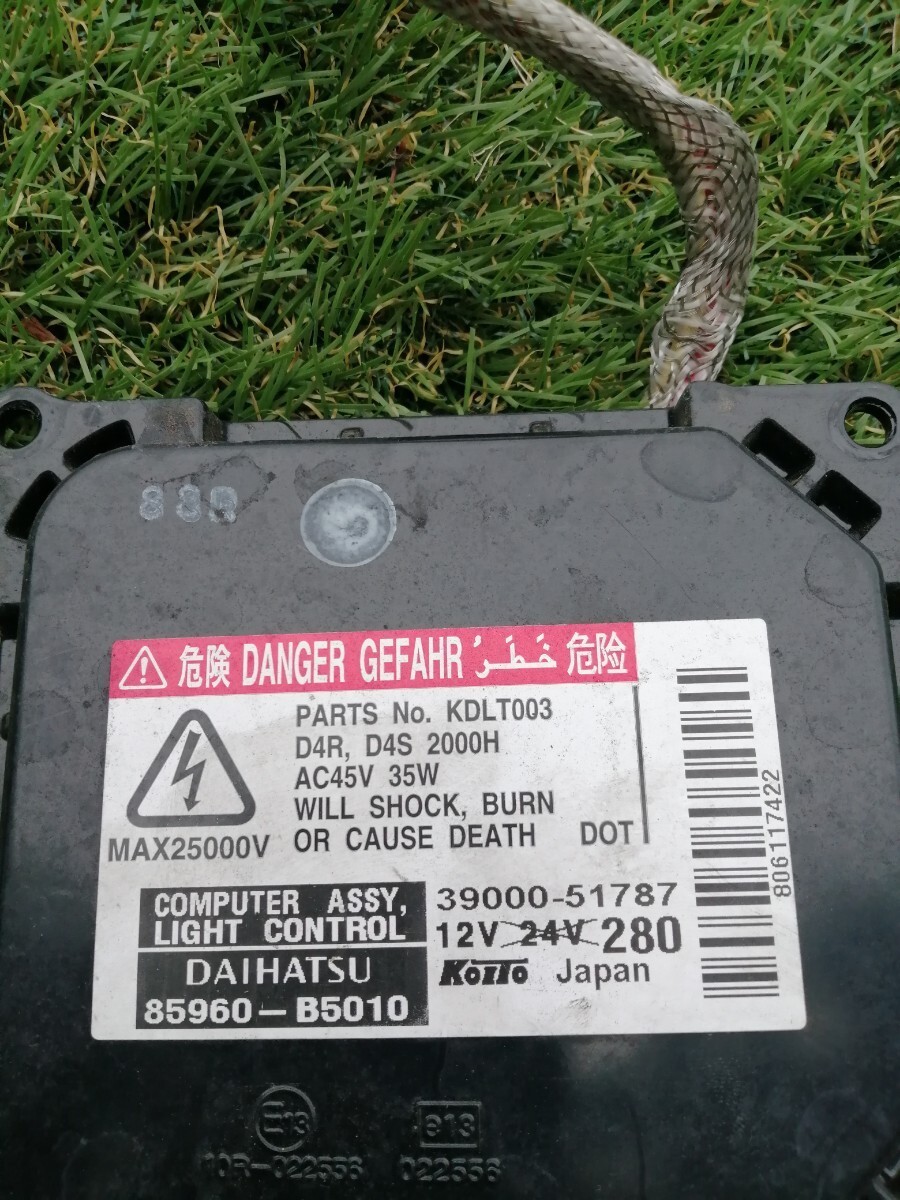 危険 DANGER GEFAHR خَطَرُ 危险
PARTS No. KDLT003
D4R, D4S 2000H
AC45V 35W
WILL SHOCK, BURN
OR CAUSE DEATH DOT
MAX25000V
COMPUTER ASSY,
LIGHT CONTROL
DAIHATSU
85960-B5010
39000-51787
12V 24V 280
KOITO Japan
806117422
E13
10R-022556
e13
022556